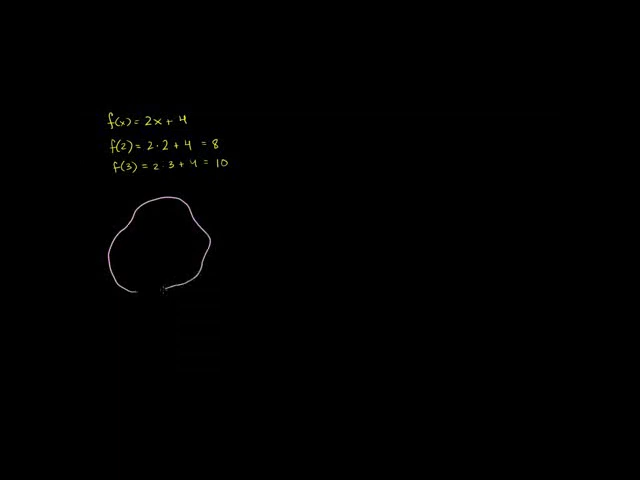 f(x) = 2x + 4
f(2) = 2 · 2 + 4 = 8
f(3) = 2 · 3 + 4 = 10